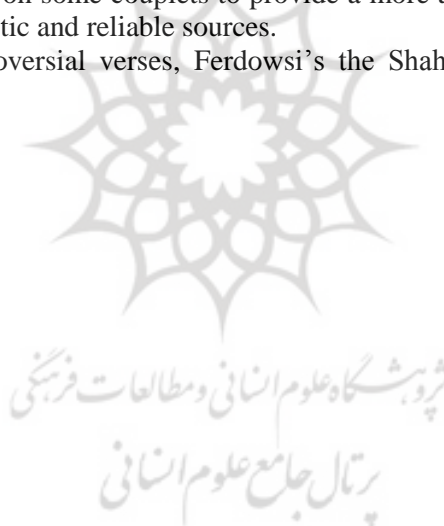 on some couplets to provide a more
tic and reliable sources.
oversial verses, Ferdowsi's the Shah
پژوهشگاه علوم انسانی و مطالعات فرهنگی
پرتال جامع علوم انسانی